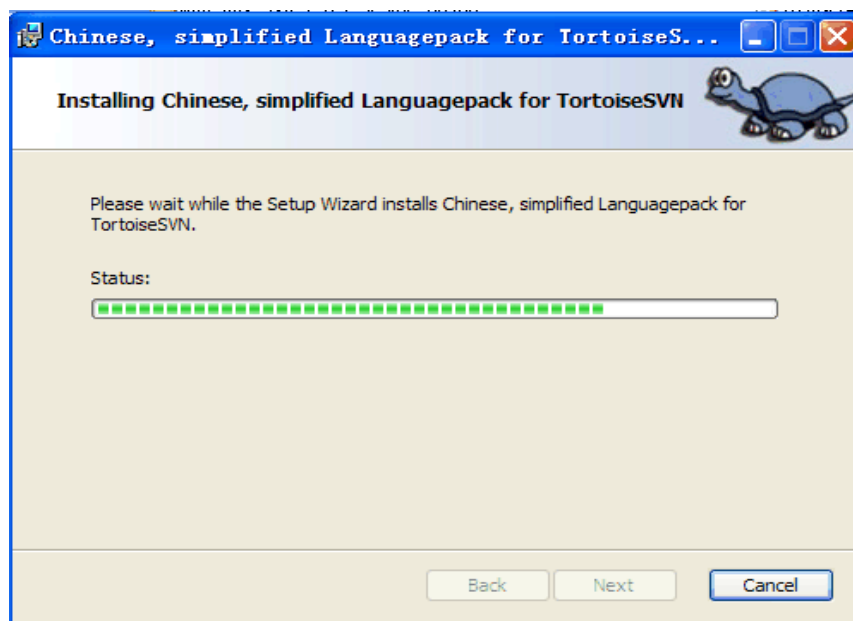 Chinese, simplified Languagepack for TortoiseS...
Installing Chinese, simplified Languagepack for TortoiseSVN
Please wait while the Setup Wizard installs Chinese, simplified Languagepack for
TortoiseSVN.
Status:
Back
Next
Cancel